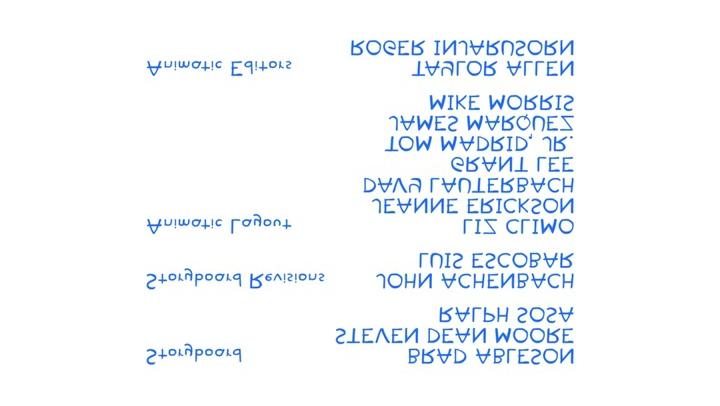 Storyboard BRAD ABLESON
STEVEN DEAN MOORE
RALPH SOSA
Storyboard Revisions JOHN ACHENBACH
LUIS ESCOBAR
Animatic Layout LIZ CLIMO
JEANNE ERICKSON
DAVY LAUTERBACH
GRANT LEE
TOM MADRID, JR.
JAMES MARQUEZ
MIKE MORRIS
Animatic Editors TAYLOR ALLEN
ROGER INJARUSORN